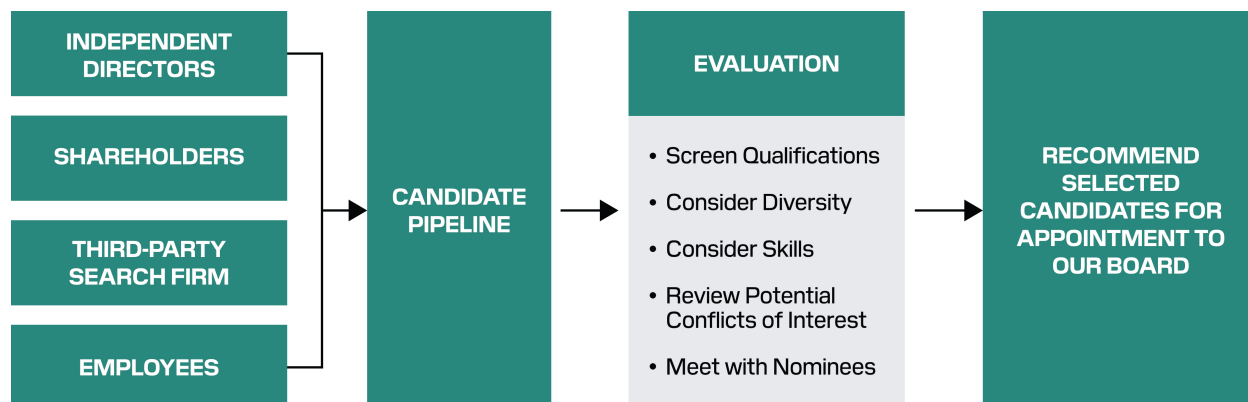 INDEPENDENT
DIRECTORS
SHAREHOLDERS
THIRD-PARTY
SEARCH FIRM
EMPLOYEES
CANDIDATE
PIPELINE
EVALUATION
• Screen Qualifications
• Consider Diversity
• Consider Skills
• Review Potential
Conflicts of Interest
• Meet with Nominees
RECOMMEND
SELECTED
CANDIDATES FOR
APPOINTMENT TO
OUR BOARD